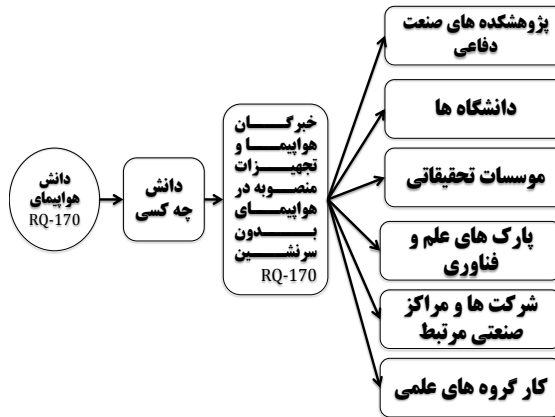 دانش
هواپیمای
RQ-170
دانش
چه کسی
خبرگان
هواپیما و
تجهیزات
منصوبه در
هواپیمای
بدون
سرنشین
RQ-170
پژوهشکده های صنعت
دفاعی
دانشگاه ها
موسسات تحقیقاتی
پارک های علم و
فناوری
شرکت ها و مراکز
صنعتی مرتبط
کار گروه های علمی